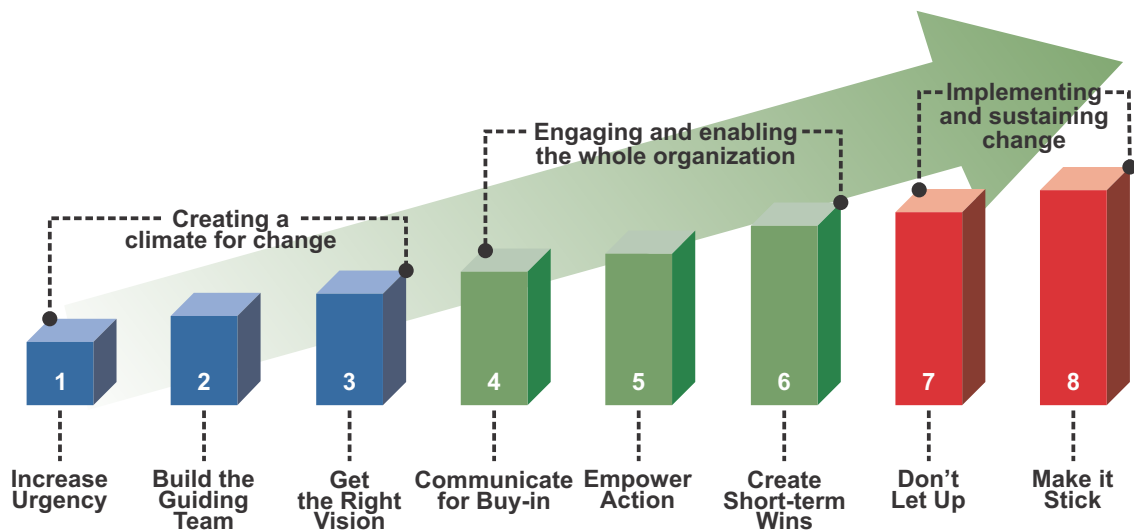 Implementing
and sustaining
change
Engaging and enabling
the whole organization
Creating a
climate for change
1
2
3
4
5
6
7
8
Increase
Urgency
Build the
Guiding
Team
Get
the Right
Vision
Communicate
for Buy-in
Empower
Action
Create
Short-term
Wins
Don’t
Let Up
Make it
Stick